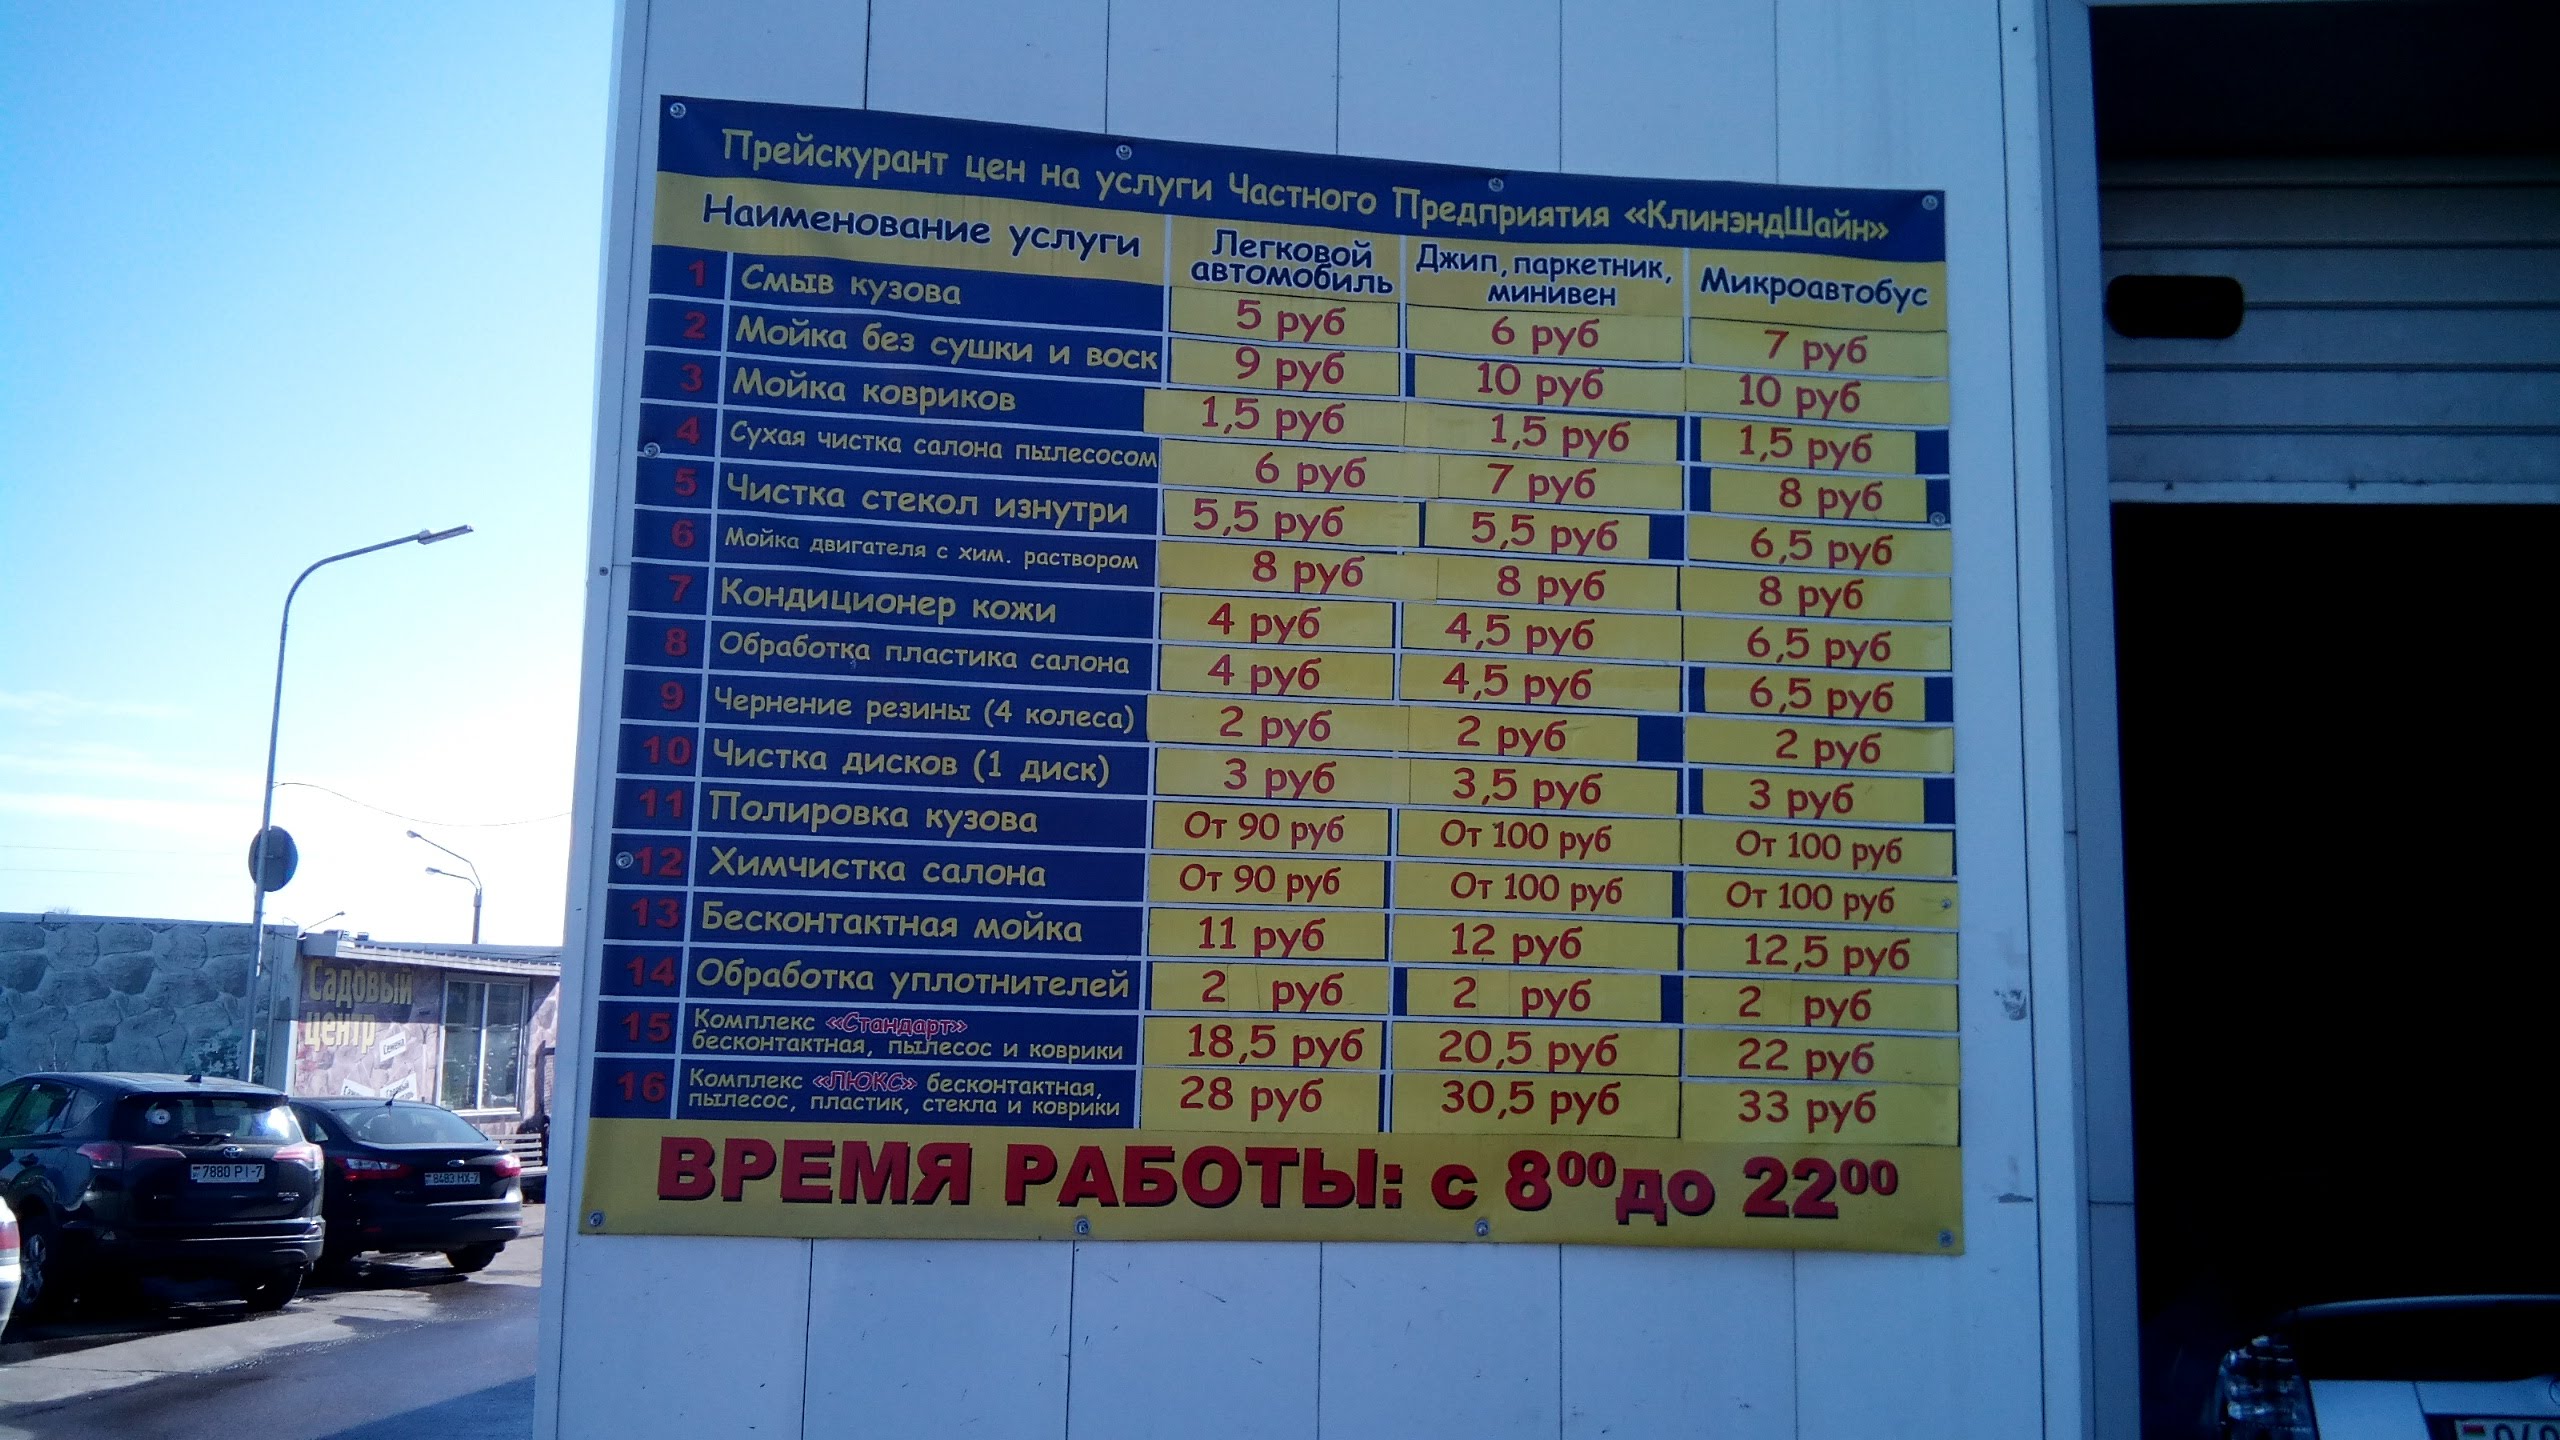 Прейскурант цен на услуги Частного Предприятия «КлинэндШайн»
Наименование услуги Легковой автомобиль Джип, паркетник, минивен Микроавтобус
1 Смыв кузова 5 руб 6 руб 7 руб
2 Мойка без сушки и воск 9 руб 10 руб 10 руб
3 Мойка ковриков 1,5 руб 1,5 руб 1,5 руб
4 Сухая чистка салона пылесосом 6 руб 7 руб 8 руб
5 Чистка стекол изнутри 5,5 руб 5,5 руб 6,5 руб
6 Мойка двигателя с хим. раствором 8 руб 8 руб 8 руб
7 Кондиционер кожи 4 руб 4,5 руб 6,5 руб
8 Обработка пластика салона 4 руб 4,5 руб 6,5 руб
9 Чернение резины (4 колеса) 2 руб 2 руб 2 руб
10 Чистка дисков (1 диск) 3 руб 3,5 руб 3 руб
11 Полировка кузова От 90 руб От 100 руб От 100 руб
12 Химчистка салона От 90 руб От 100 руб От 100 руб
13 Бесконтактная мойка 11 руб 12 руб 12,5 руб
14 Обработка уплотнителей 2 руб 2 руб 2 руб
15 Комплекс «Стандарт»
бесконтактная, пылесос и коврики 18,5 руб 20,5 руб 22 руб
16 Комплекс «ЛЮКС» бесконтактная,
пылесос, пластик, стекла и коврики 28 руб 30,5 руб 33 руб
ВРЕМЯ РАБОТЫ: с 8⁰⁰ до 22⁰⁰
Садовый
центр
Семена
7880 PI-7
8483 MX-7